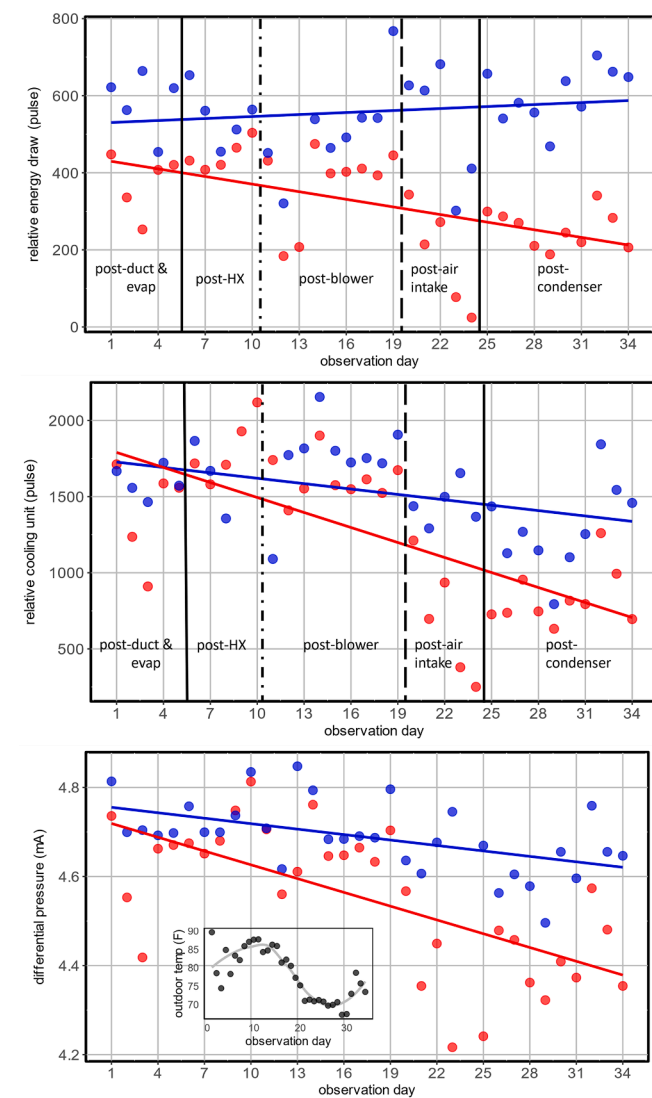 800
600
400
200
0
relative energy draw (pulse)
post-duct &
evap
post-HX
post-blower
post-air
intake
post-
condenser
1 4 7 10 13 16 19 22 25 28 31 34
observation day
2000
1500
1000
500
relative cooling unit (pulse)
post-duct &
evap
post-HX
post-blower
post-air
intake
post-
condenser
1 4 7 10 13 16 19 22 25 28 31 34
observation day
4.8
4.6
4.4
4.2
differential pressure (mA)
90
85
80
75
70
outdoor temp (F)
0 10 20 30
observation day
1 4 7 10 13 16 19 22 25 28 31 34
observation day